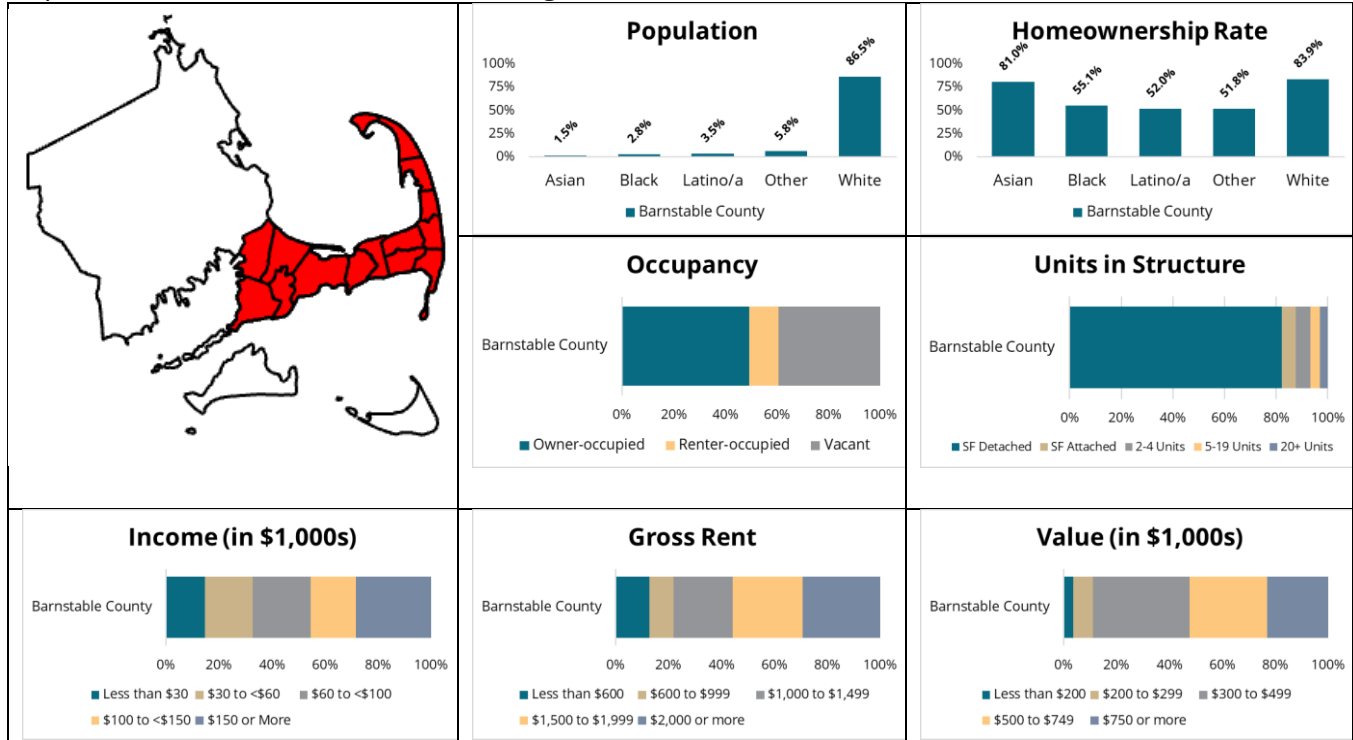 Population
100%
75%
50%
25%
0%
1.5%
2.8%
3.5%
5.8%
86.5%
Asian Black Latino/a Other White
Barnstable County
Homeownership Rate
100%
75%
50%
25%
0%
81.0%
55.1%
52.0%
51.8%
83.9%
Asian Black Latino/a Other White
Barnstable County
Occupancy
Barnstable County
0% 20% 40% 60% 80% 100%
Owner-occupied Renter-occupied Vacant
Units in Structure
Barnstable County
0% 20% 40% 60% 80% 100%
SF Detached SF Attached 2-4 Units 5-19 Units 20+ Units
Income (in $1,000s)
Barnstable County
0% 20% 40% 60% 80% 100%
Less than $30 $30 to <$60 $60 to <$100
$100 to <$150 $150 or More
Gross Rent
Barnstable County
0% 20% 40% 60% 80% 100%
Less than $600 $600 to $999 $1,000 to $1,499
$1,500 to $1,999 $2,000 or more
Value (in $1,000s)
Barnstable County
0% 20% 40% 60% 80% 100%
Less than $200 $200 to $299 $300 to $499
$500 to $749 $750 or more